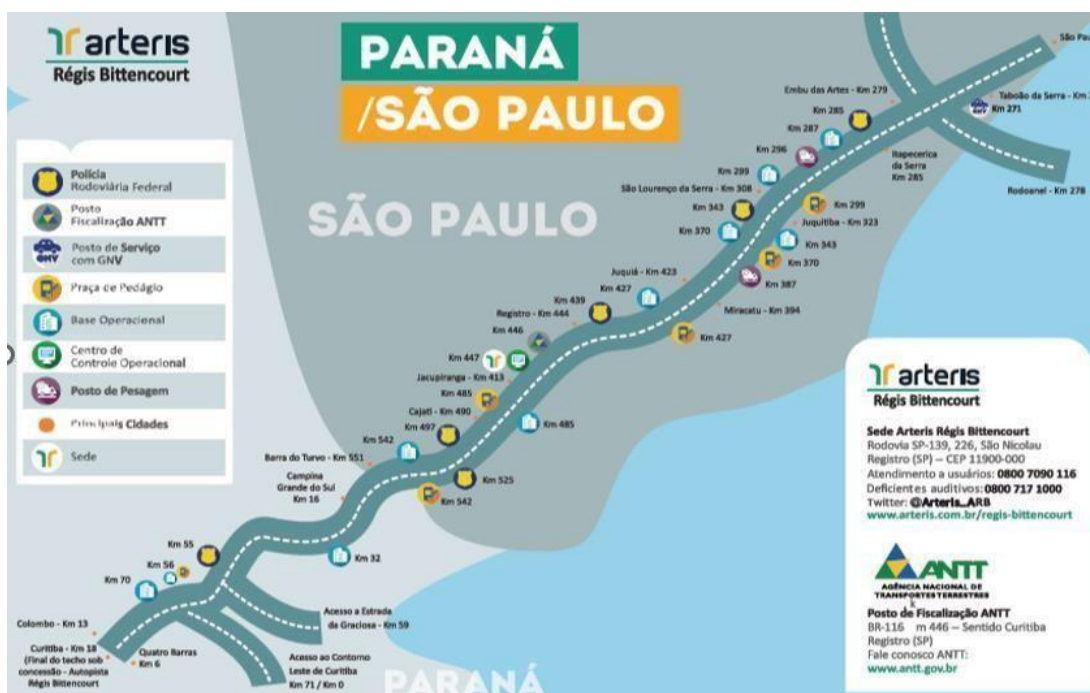 arteris
Régis Bittencourt
PARANÁ
/SÃO PAULO
Polícia
Rodoviária Federal
Posto
Fiscalização ANTT
Posto de Serviço
com GNV
Praça de Pedágio
Base Operacional
Centro de
Controle Operacional
Posto de Pesagem
Principais Cidades
Sede
SÃO PAULO
São Pau
Taboão da Serra - Km 2
GNV
Km 271
Embu das Artes - Km 279
Km 285
Km 287
Km 296
Km 299
Itapecerica
da Serra
Km 285
Rodoanel - Km 278
São Lourenço da Serra - Km 308
Km 343
Km 370
Km 299
Juquitiba - Km 323
Km 343
Km 370
Km 387
Juquiá - Km 423
Km 427
Miracatu - Km 394
Km 439
Registro - Km 444
Km 446
Km 427
Km 447
Jacupiranga - Km 413
Km 485
Cajati - Km 490
Km 497
Km 485
Km 542
Barra do Turvo - Km 551
Campina
Grande do Sul
Km 16
Km 525
Km 542
Km 32
Km 55
Km 56
Km 70
Colombo - Km 13
Curitiba - Km 18
(Final do techo sob
concessão - Autopista
Régis Bittencourt
Quatro Barras
Km 6
Acesso a Estrada
da Graciosa - Km 59
Acesso ao Contorno
Leste de Curitiba
Km 71 / Km 0
PARANÁ
arteris
Régis Bittencourt
Sede Arteris Régis Bittencourt
Rodovia SP-139, 226, São Nicolau
Registro (SP) – CEP 11900-000
Atendimento a usuários: 0800 7090 116
Deficientes auditivos: 0800 717 1000
Twitter: @Arteris_ARB
www.arteris.com.br/regis-bittencourt
ANTT
AGÊNCIA NACIONAL DE
TRANSPORTES TERRESTRES
k
Posto de Fiscalização ANTT
BR-116 m 446 – Sentido Curitiba
Registro (SP)
Fale conosco ANTT:
www.antt.gov.br